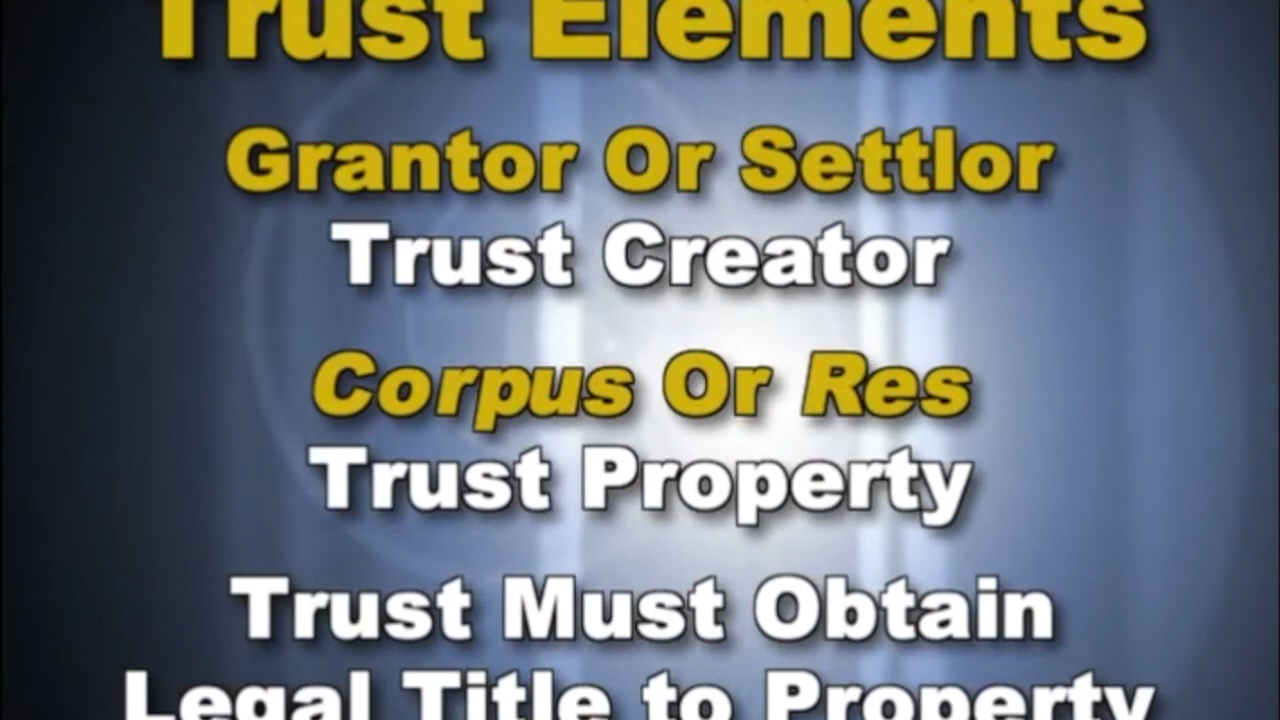 Trust Elements
Grantor Or Settlor
Trust Creator
Corpus Or Res
Trust Property
Trust Must Obtain
Legal Title to Property